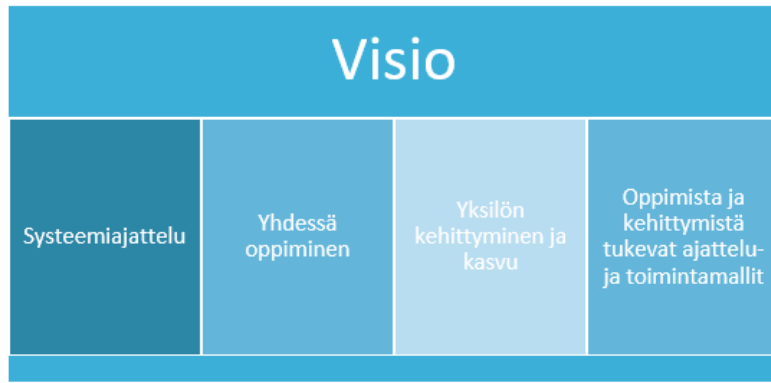 Visio
Systeemiajattelu
Yhdessä
oppiminen
Yksilön
kehittyminen ja
kasvu
Oppimista ja
kehittymistä
tukevat ajattelu-
ja toimintamallit